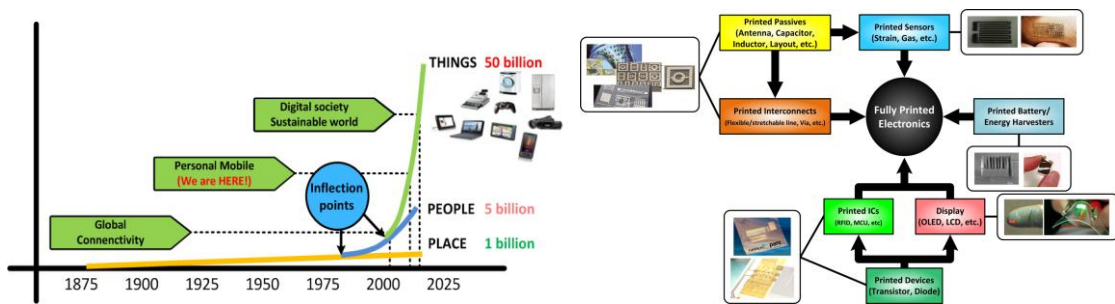 THINGS 50 billion
Digital society
Sustainable world
Personal Mobile
(We are HERE!)
Inflection
points
Global
Connenctivity
PEOPLE 5 billion
PLACE 1 billion
1875 1900 1925 1950 1975 2000 2025
Printed Passives
(Antenna, Capacitor,
Inductor, Layout, etc.)
Printed Sensors
(Strain, Gas, etc.)
Printed Interconnects
(Flexible/stretchable line, Via, etc.)
Fully Printed
Electronics
Printed Battery/
Energy Harvesters
Printed ICs
(RFID, MCU, etc)
Display
(OLED, LCD, etc.)
Printed Devices
(Transistor, Diode)